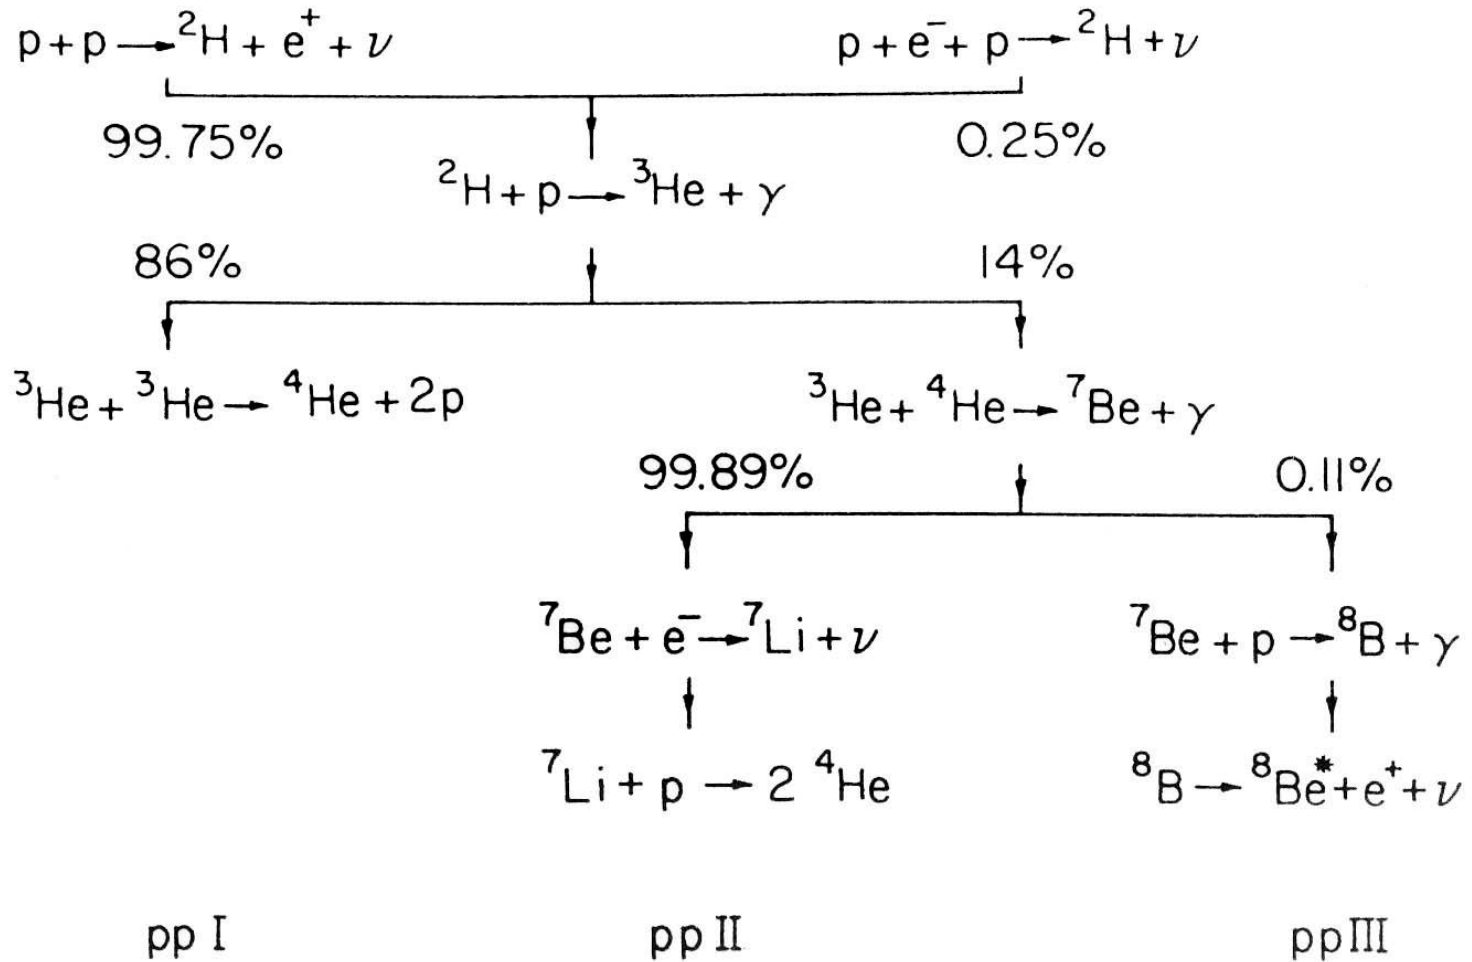 p + p → ²H + e⁺ + ν p + e⁻ + p → ²H + ν
99.75% 0.25%
²H + p → ³He + γ
86% 14%
³He + ³He → ⁴He + 2p ³He + ⁴He → ⁷Be + γ
99.89% 0.11%
⁷Be + e⁻ → ⁷Li + ν ⁷Be + p → ⁸B + γ
⁷Li + p → 2 ⁴He ⁸B → ⁸Be* + e⁺ + ν
pp I pp II pp III